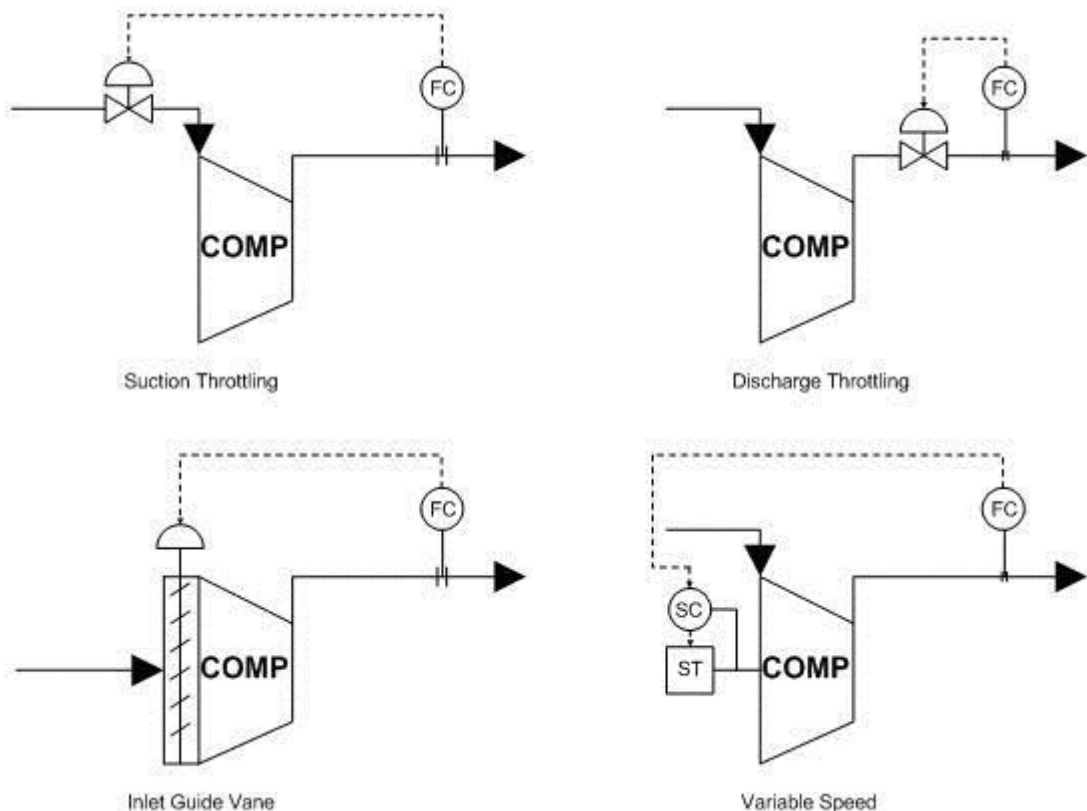 FC
COMP
Suction Throttling
FC
COMP
Discharge Throttling
FC
COMP
Inlet Guide Vane
FC
SC
ST
COMP
Variable Speed